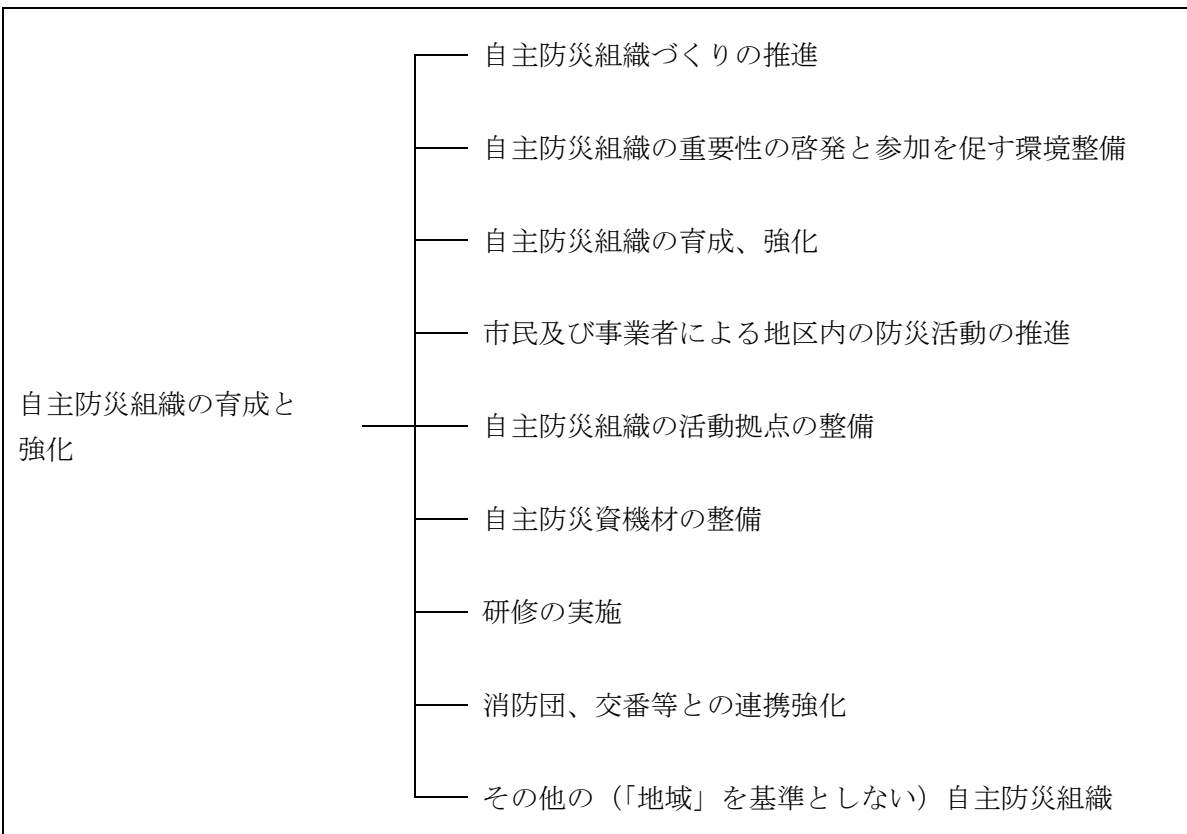 自主防災組織づくりの推進
自主防災組織の重要性の啓発と参加を促す環境整備
自主防災組織の育成、強化
市民及び事業者による地区内の防災活動の推進
自主防災組織の育成と
強化
自主防災組織の活動拠点の整備
自主防災資機材の整備
研修の実施
消防団、交番等との連携強化
その他の（「地域」を基準としない）自主防災組織